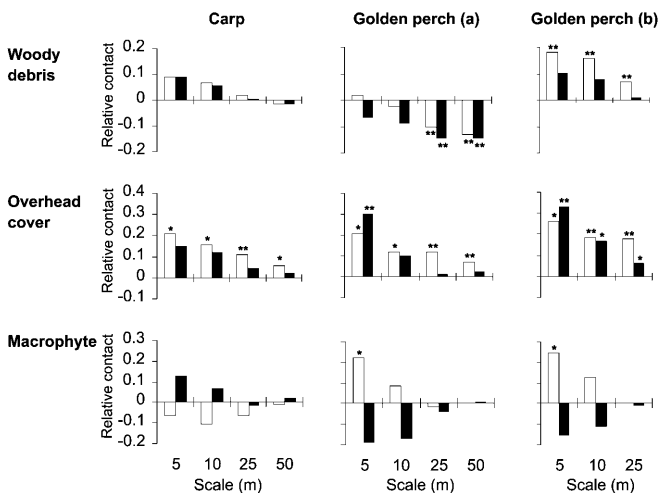 Carp Golden perch (a) Golden perch (b)
Woody debris
Relative contact
0.2
0.1
0
-0.1
-0.2
** ** ** **
** ** **
Overhead cover
Relative contact
0.4
0.3
0.2
0.1
0
-0.1
* * ** *
* ** * ** **
* ** ** * ** *
Macrophyte
Relative contact
0.3
0.2
0.1
0
-0.1
-0.2
*
*
5 10 25 50 5 10 25 50 5 10 25
Scale (m) Scale (m) Scale (m)